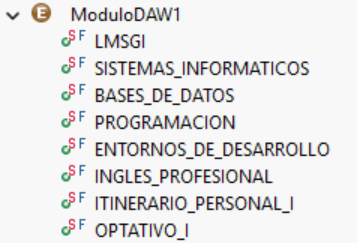 E ModuloDAW1
S F LMSGI
S F SISTEMAS_INFORMATICOS
S F BASES_DE_DATOS
S F PROGRAMACION
S F ENTORNOS_DE_DESARROLLO
S F INGLES_PROFESIONAL
S F ITINERARIO_PERSONAL_I
S F OPTATIVO_I